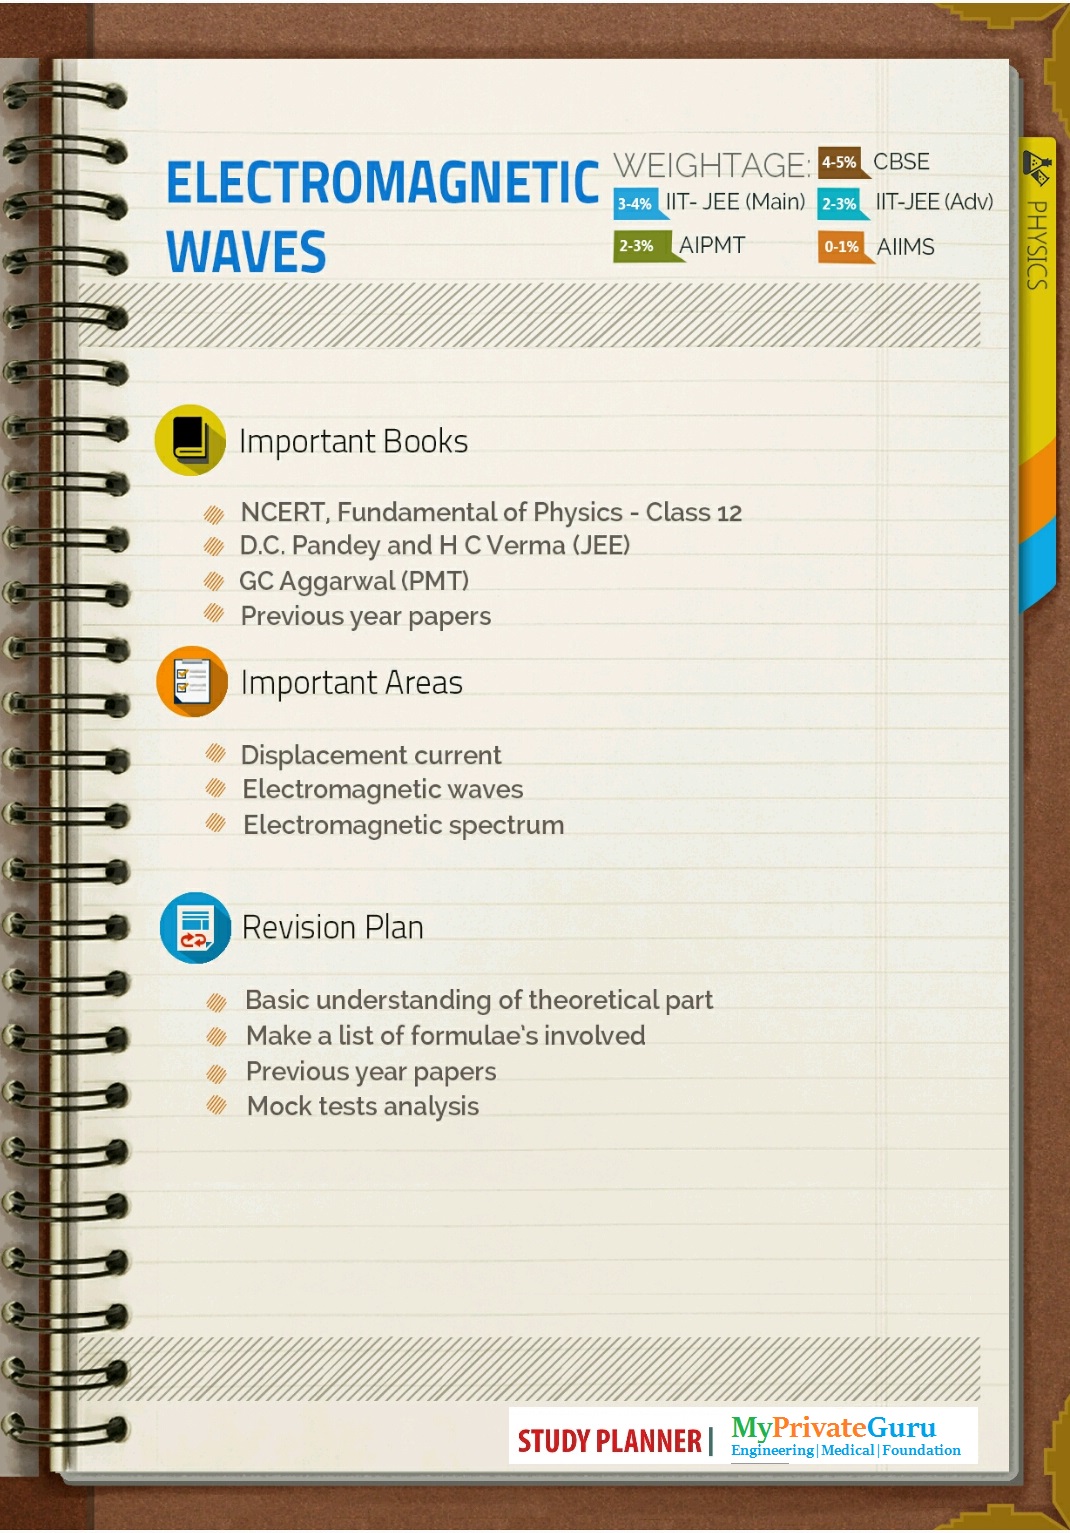 ELECTROMAGNETIC
WAVES
WEIGHTAGE:
4-5% CBSE
3-4% IIT- JEE (Main)
2-3% IIT-JEE (Adv)
2-3% AIPMT
0-1% AIIMS
PHYSICS
Important Books
NCERT, Fundamental of Physics - Class 12
D.C. Pandey and H C Verma (JEE)
GC Aggarwal (PMT)
Previous year papers
Important Areas
Displacement current
Electromagnetic waves
Electromagnetic spectrum
Revision Plan
Basic understanding of theoretical part
Make a list of formulae's involved
Previous year papers
Mock tests analysis
STUDY PLANNER |
MyPrivateGuru
Engineering|Medical|Foundation